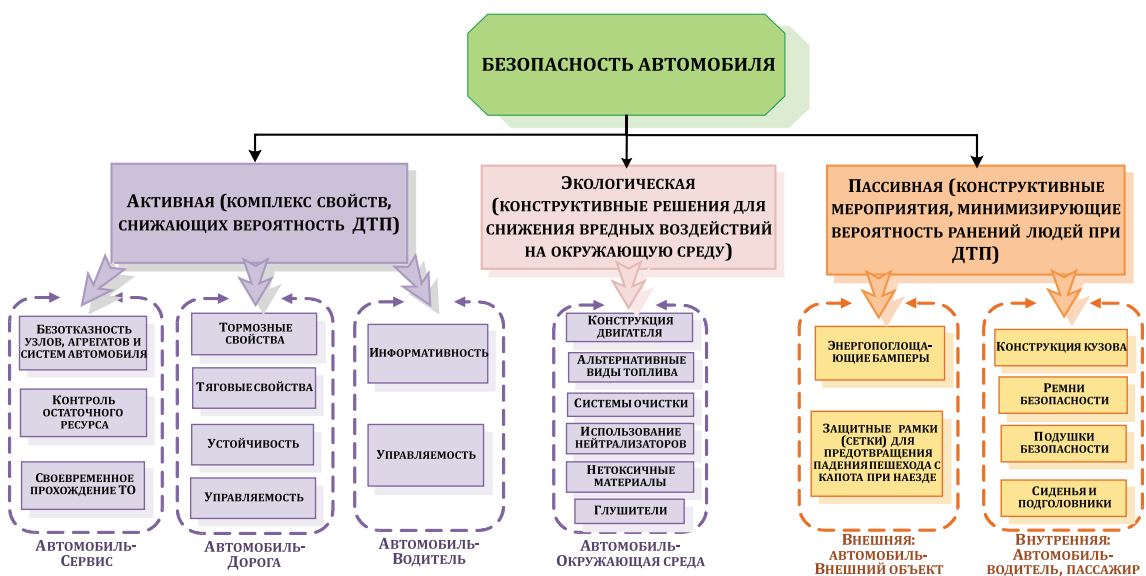 БЕЗОПАСНОСТЬ АВТОМОБИЛЯ
АКТИВНАЯ (КОМПЛЕКС СВОЙСТВ,
СНИЖАЮЩИХ ВЕРОЯТНОСТЬ ДТП)
ЭКОЛОГИЧЕСКАЯ
(КОНСТРУКТИВНЫЕ РЕШЕНИЯ ДЛЯ
СНИЖЕНИЯ ВРЕДНЫХ ВОЗДЕЙСТВИЙ
НА ОКРУЖАЮЩУЮ СРЕДУ)
ПАССИВНАЯ (КОНСТРУКТИВНЫЕ
МЕРОПРИЯТИЯ, МИНИМИЗИРУЮЩИЕ
ВЕРОЯТНОСТЬ РАНЕНИЙ ЛЮДЕЙ ПРИ
ДТП)
БЕЗОТКАЗНОСТЬ
УЗЛОВ, АГРЕГАТОВ И
СИСТЕМ АВТОМОБИЛЯ
КОНТРОЛЬ
ОСТАТОЧНОГО
РЕСУРСА
СВОЕВРЕМЕННОЕ
ПРОХОЖДЕНИЕ ТО
АВТОМОБИЛЬ-
СЕРВИС
ТОРМОЗНЫЕ
СВОЙСТВА
ТЯГОВЫЕ СВОЙСТВА
УСТОЙЧИВОСТЬ
УПРАВЛЯЕМОСТЬ
АВТОМОБИЛЬ-
ДОРОГА
ИНФОРМАТИВНОСТЬ
УПРАВЛЯЕМОСТЬ
АВТОМОБИЛЬ-
ВОДИТЕЛЬ
КОНСТРУКЦИЯ
ДВИГАТЕЛЯ
АЛЬТЕРНАТИВНЫЕ
ВИДЫ ТОПЛИВА
СИСТЕМЫ ОЧИСТКИ
ИСПОЛЬЗОВАНИЕ
НЕЙТРАЛИЗАТОРОВ
НЕТОКСИЧНЫЕ
МАТЕРИАЛЫ
ГЛУШИТЕЛИ
АВТОМОБИЛЬ-
ОКРУЖАЮЩАЯ СРЕДА
ЭНЕРГОПОГЛОЩА-
ЮЩИЕ БАМПЕРЫ
ЗАЩИТНЫЕ РАМКИ
(СЕТКИ) ДЛЯ
ПРЕДОТВРАЩЕНИЯ
ПАДЕНИЯ ПЕШЕХОДА С
КАПОТА ПРИ НАЕЗДЕ
ВНЕШНЯЯ:
АВТОМОБИЛЬ-
ВНЕШНИЙ ОБЪЕКТ
КОНСТРУКЦИЯ КУЗОВА
РЕМНИ
БЕЗОПАСНОСТИ
ПОДУШКИ
БЕЗОПАСНОСТИ
СИДЕНЬЯ И
ПОДГОЛОВНИКИ
ВНУТРЕННЯЯ:
АВТОМОБИЛЬ-
ВОДИТЕЛЬ, ПАССАЖИР